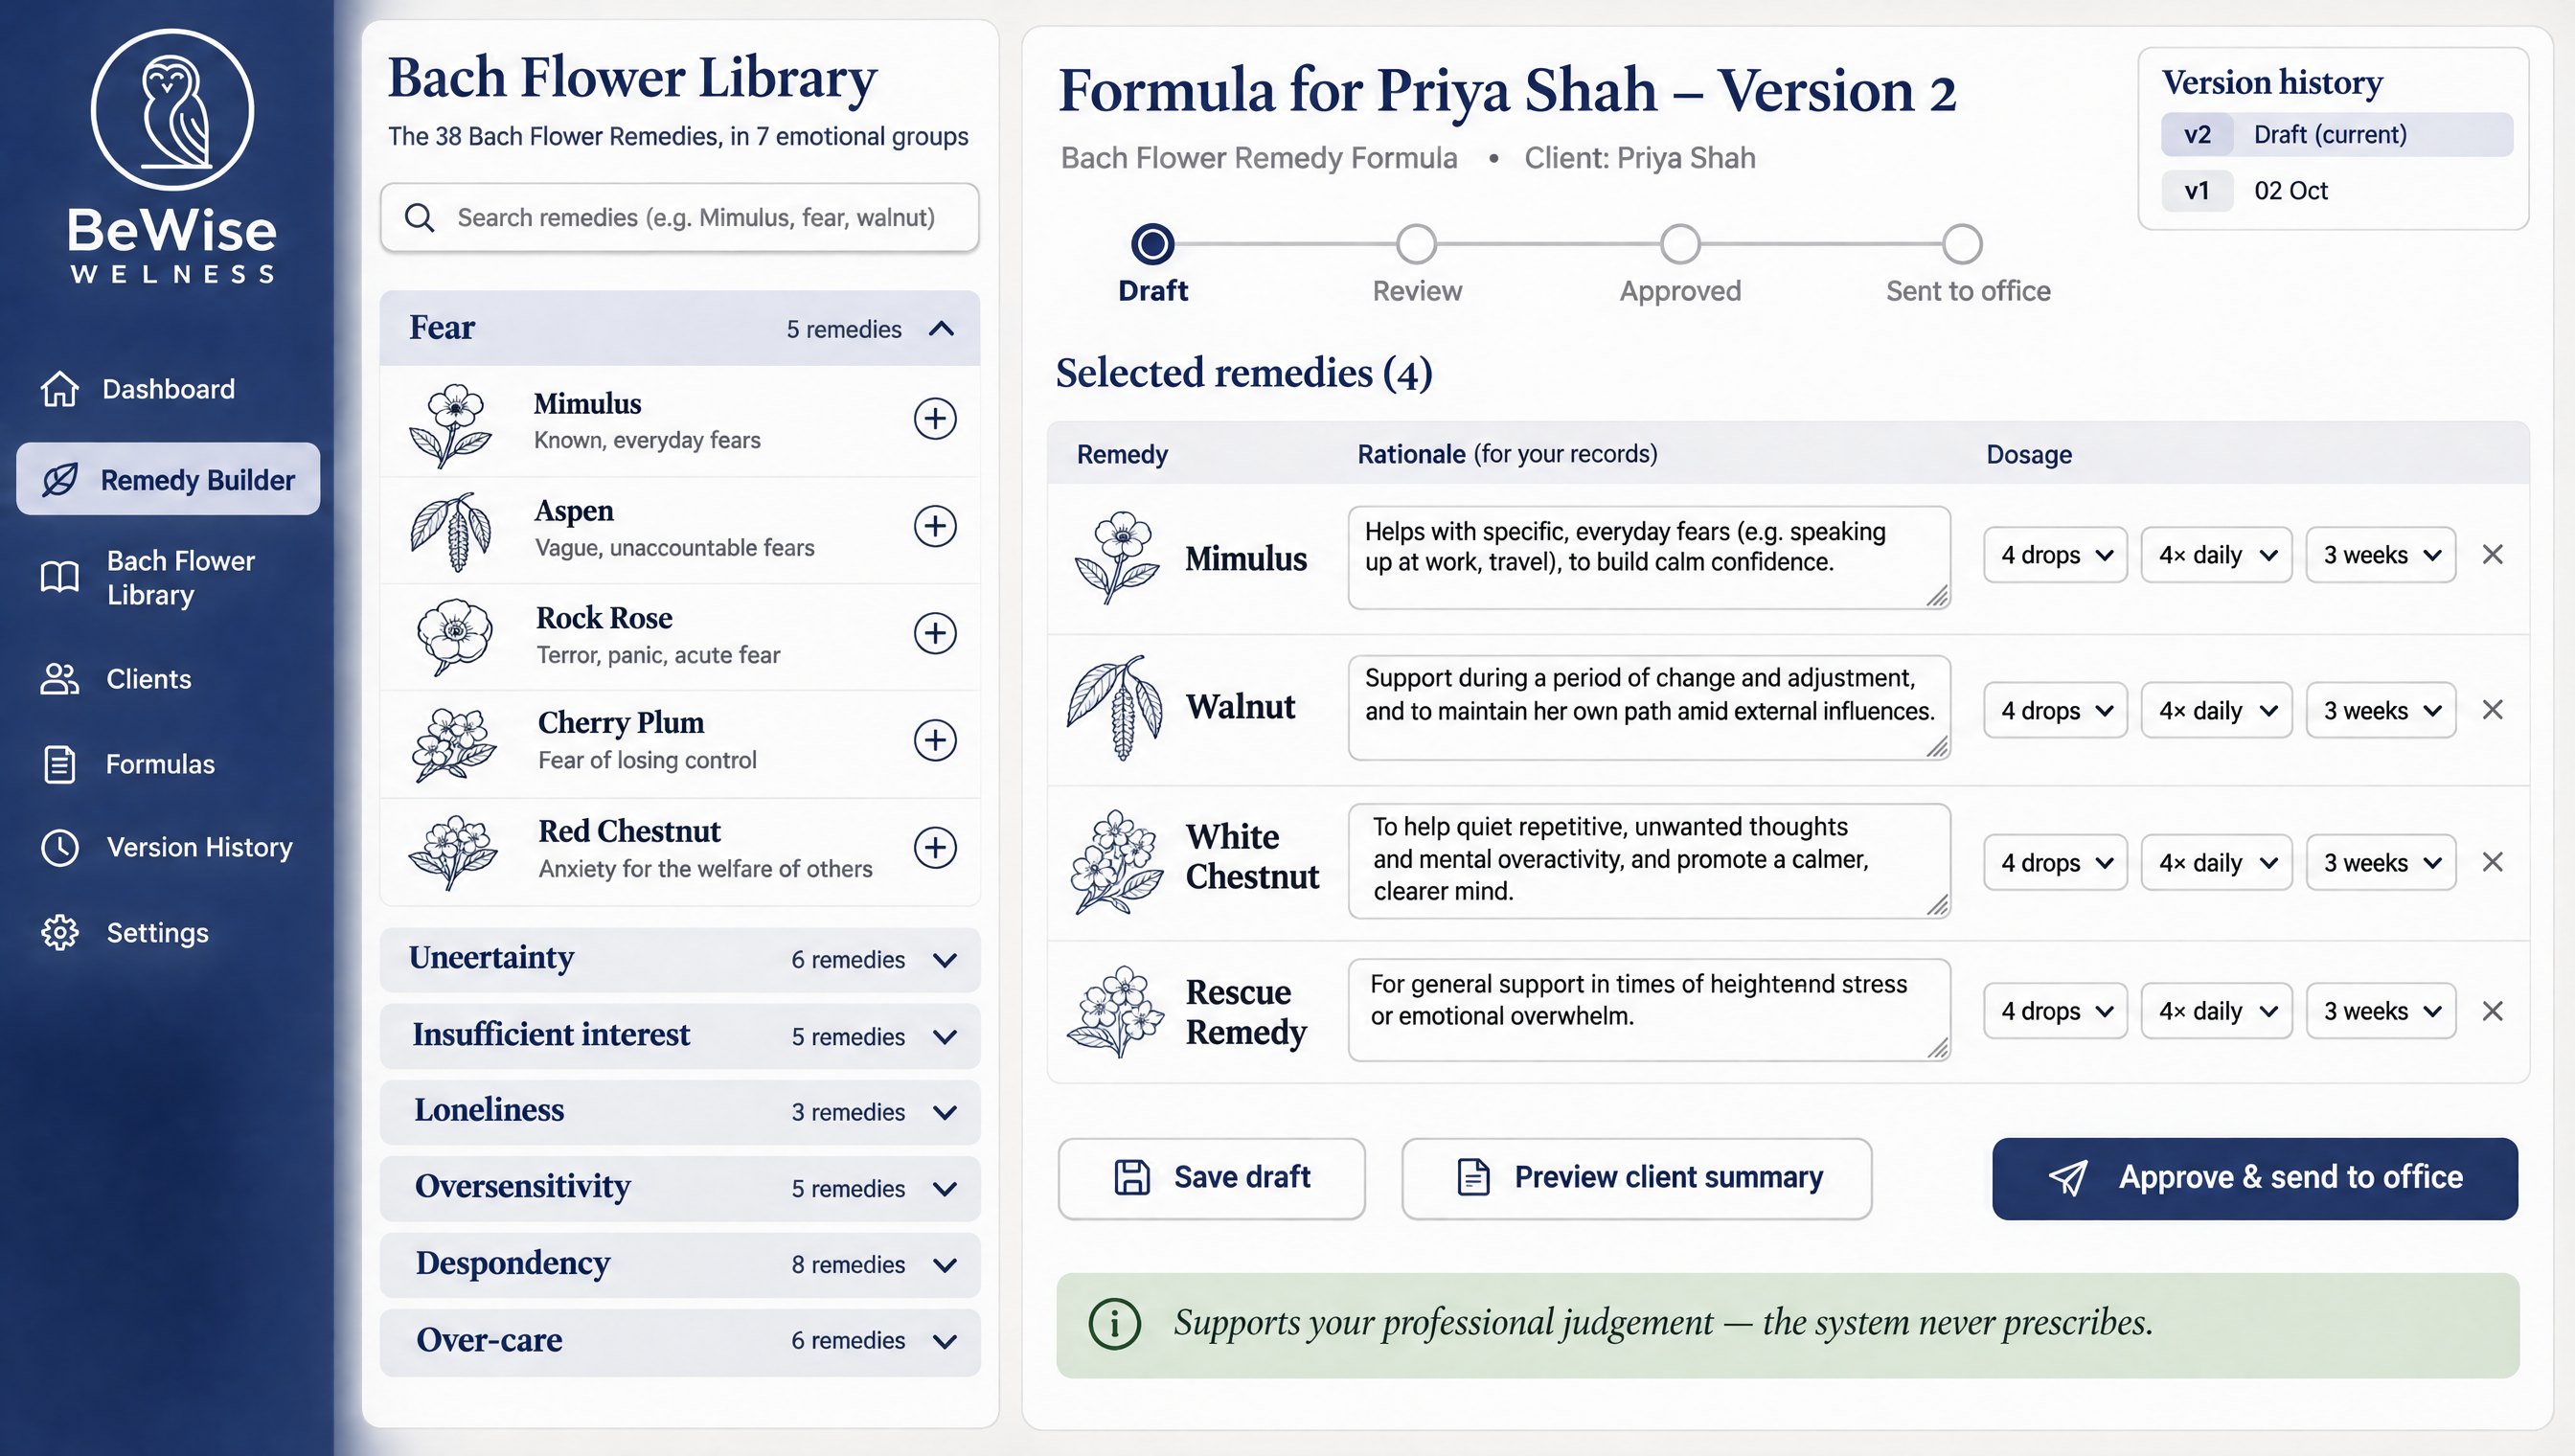 BeWise
WELNESS
Dashboard
Remedy Builder
Bach Flower
Library
Clients
Formulas
Version History
Settings
Bach Flower Library
The 38 Bach Flower Remedies, in 7 emotional groups
Search remedies (e.g. Mimulus, fear, walnut)
Fear 5 remedies
Mimulus
Known, everyday fears
Aspen
Vague, unaccountable fears
Rock Rose
Terror, panic, acute fear
Cherry Plum
Fear of losing control
Red Chestnut
Anxiety for the welfare of others
Uneertainty 6 remedies
Insufficient interest 5 remedies
Loneliness 3 remedies
Oversensitivity 5 remedies
Despondency 8 remedies
Over-care 6 remedies
Formula for Priya Shah – Version 2
Bach Flower Remedy Formula • Client: Priya Shah
Version history
v2 Draft (current)
v1 02 Oct
Draft Review Approved Sent to office
Selected remedies (4)
Remedy Rationale (for your records) Dosage
Mimulus
Helps with specific, everyday fears (e.g. speaking
up at work, travel), to build calm confidence.
4 drops 4× daily 3 weeks
Walnut
Support during a period of change and adjustment,
and to maintain her own path amid external influences.
4 drops 4× daily 3 weeks
White
Chestnut
To help quiet repetitive, unwanted thoughts
and mental overactivity, and promote a calmer,
clearer mind.
4 drops 4× daily 3 weeks
Rescue
Remedy
For general support in times of heightennd stress
or emotional overwhelm.
4 drops 4× daily 3 weeks
Save draft
Preview client summary
Approve & send to office
Supports your professional judgement — the system never prescribes.